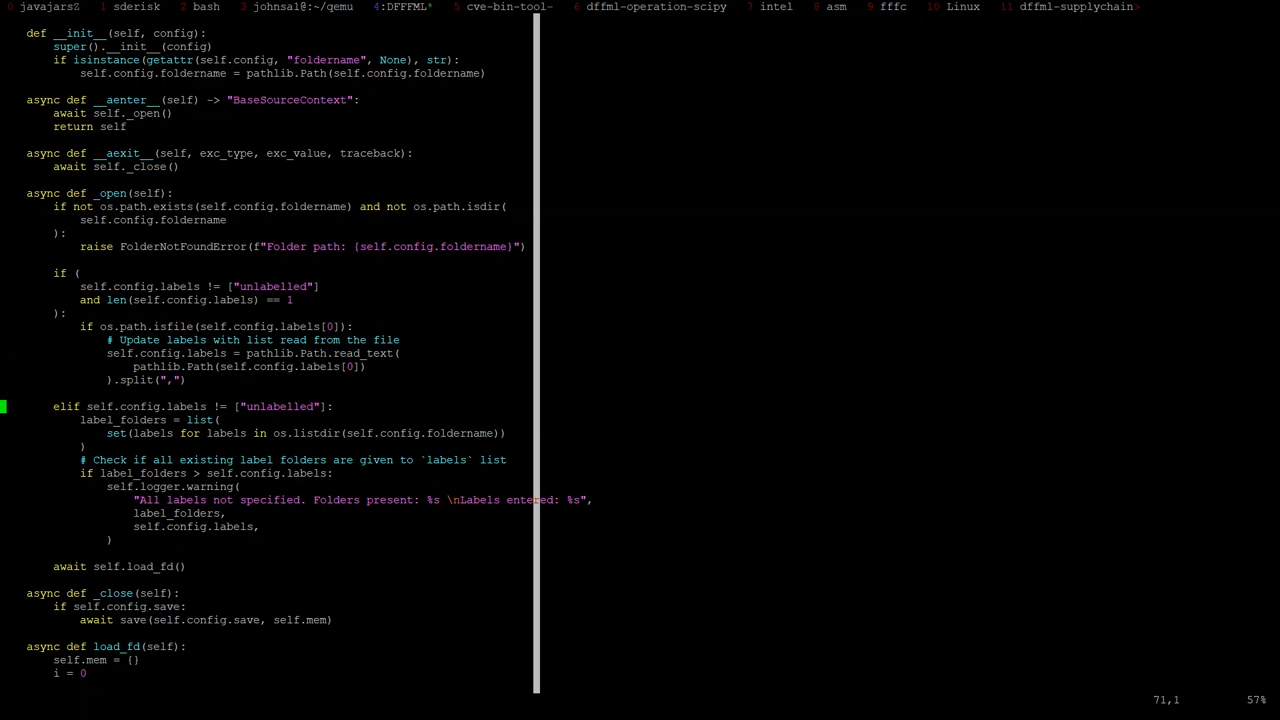 0 javajarsZ  1 sderisk  2 bash  3 johnsal@:~/qemu  4:DFFFML*  5 cve-bin-tool-  6 dffml-operation-scipy  7 intel  8 asm  9 fffc  10 Linux  11 dffml-supplychain>
def __init__(self, config):
    super().__init__(config)
    if isinstance(getattr(self.config, "foldername", None), str):
        self.config.foldername = pathlib.Path(self.config.foldername)

async def __aenter__(self) -> "BaseSourceContext":
    await self._open()
    return self

async def __aexit__(self, exc_type, exc_value, traceback):
    await self._close()

async def _open(self):
    if not os.path.exists(self.config.foldername) and not os.path.isdir(
        self.config.foldername
    ):
        raise FolderNotFoundError(f"Folder path: {self.config.foldername}")

    if (
        self.config.labels != ["unlabelled"]
        and len(self.config.labels) == 1
    ):
        if os.path.isfile(self.config.labels[0]):
            # Update labels with list read from the file
            self.config.labels = pathlib.Path.read_text(
                pathlib.Path(self.config.labels[0])
            ).split(",")

    elif self.config.labels != ["unlabelled"]:
        label_folders = list(
            set(labels for labels in os.listdir(self.config.foldername))
        )
        # Check if all existing label folders are given to `labels` list
        if label_folders > self.config.labels:
            self.logger.warning(
                "All labels not specified. Folders present: %s \nLabels entered: %s",
                label_folders,
                self.config.labels,
            )

    await self.load_fd()

async def _close(self):
    if self.config.save:
        await save(self.config.save, self.mem)

async def load_fd(self):
    self.mem = {}
    i = 0
71,1  57%